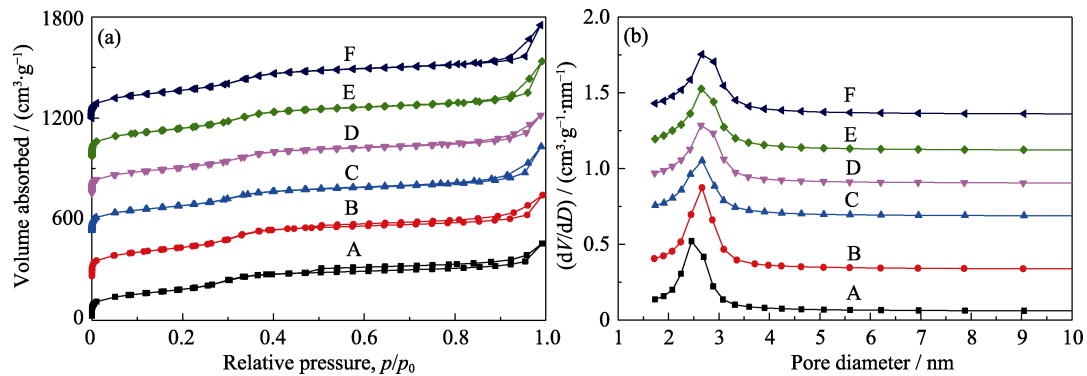 (a)
Volume absorbed / (cm³·g⁻¹)
1800
1200
600
0
F
E
D
C
B
A
0
0.2
0.4
0.6
0.8
1.0
Relative pressure, p/p₀
(b)
(dV/dD) / (cm³·g⁻¹·nm⁻¹)
2.0
1.5
1.0
0.5
0
F
E
D
C
B
A
1
2
3
4
5
6
7
8
9
10
Pore diameter / nm